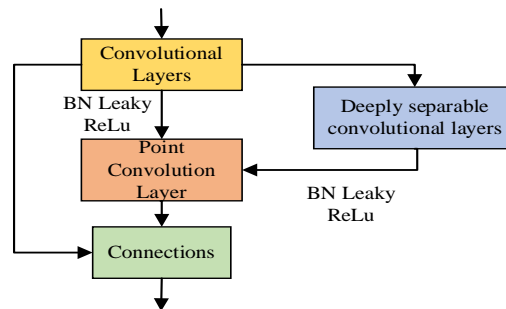 Convolutional
Layers
BN Leaky
ReLu
Deeply separable
convolutional layers
Point
Convolution
Layer
BN Leaky
ReLu
Connections